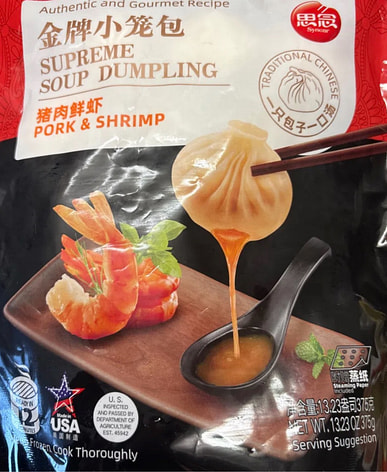 Authentic and Gourmet Recipe
思念
Synear
金牌小笼包
SUPREME
SOUP DUMPLING
猪肉鲜虾
PORK & SHRIMP
TRADITIONAL CHINESE
一只包子一口汤
12
Made in
USA
美国制造
U. S.
INSPECTED
AND PASSED BY
DEPARTMENT OF
AGRICULTURE
EST. 45942
蒸纸
Steaming Paper
Included
净含量:13.23盎司375克
NET WT. 13.23 OZ 375g
Serving Suggestion
Frozen, Cook Thoroughly